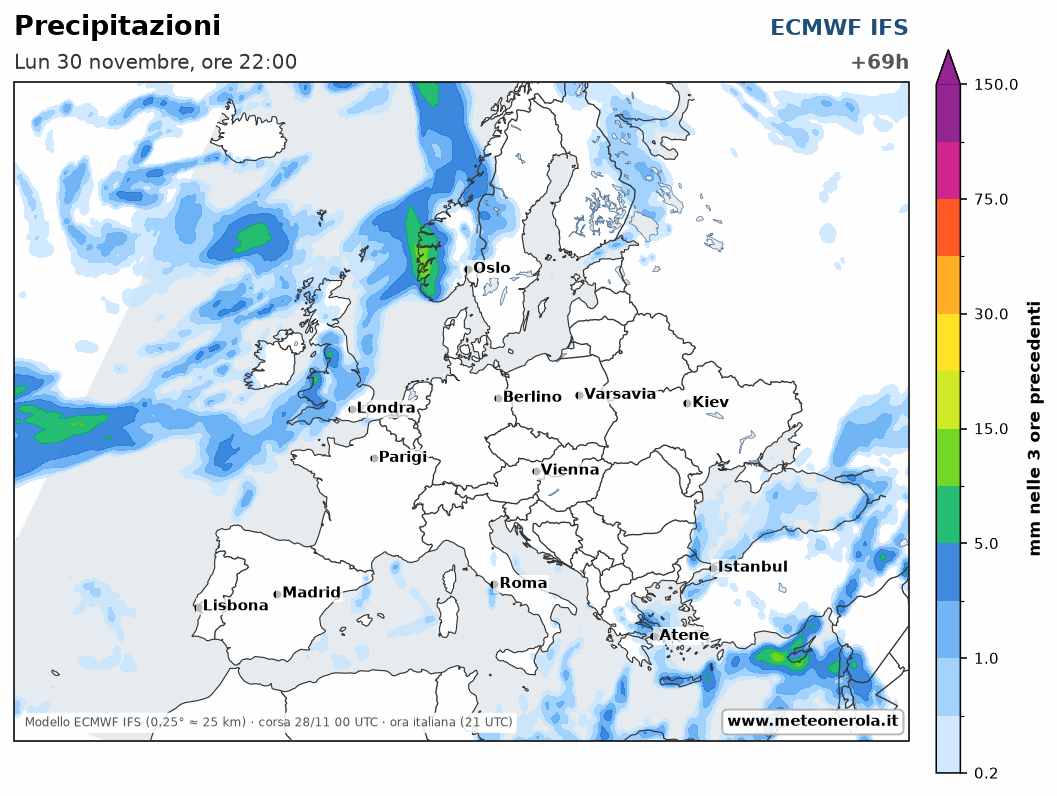 Precipitazioni
ECMWF IFS
Lun 30 novembre, ore 22:00
+69h
150.0
75.0
30.0
15.0
5.0
1.0
0.2
mm nelle 3 ore precedenti
Oslo
Berlino
Varsavia
Kiev
Londra
Parigi
Vienna
Istanbul
Roma
Madrid
Lisbona
Atene
Modello ECMWF IFS (0,25° ≈ 25 km) · corsa 28/11 00 UTC · ora italiana (21 UTC)
www.meteonerola.it